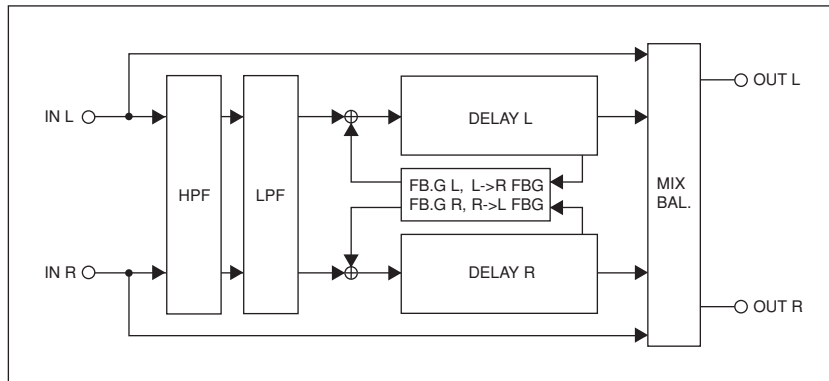 IN L
HPF
LPF
DELAY L
OUT L
FB.G L, L->R FBG
FB.G R, R->L FBG
MIX
BAL.
IN R
DELAY R
OUT R